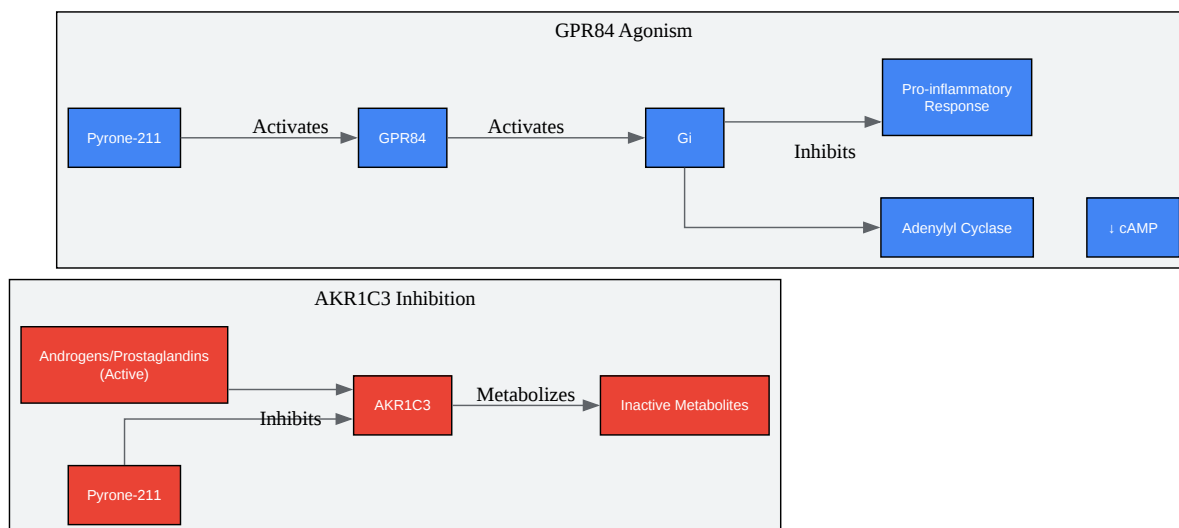 GPR84 Agonism
Pyrone-211
Activates
GPR84
Activates
Gi
Pro-inflammatory
Response
Inhibits
Adenylyl Cyclase
↓ cAMP
AKR1C3 Inhibition
Androgens/Prostaglandins
(Active)
Inhibits
AKR1C3
Metabolizes
Inactive Metabolites
Pyrone-211